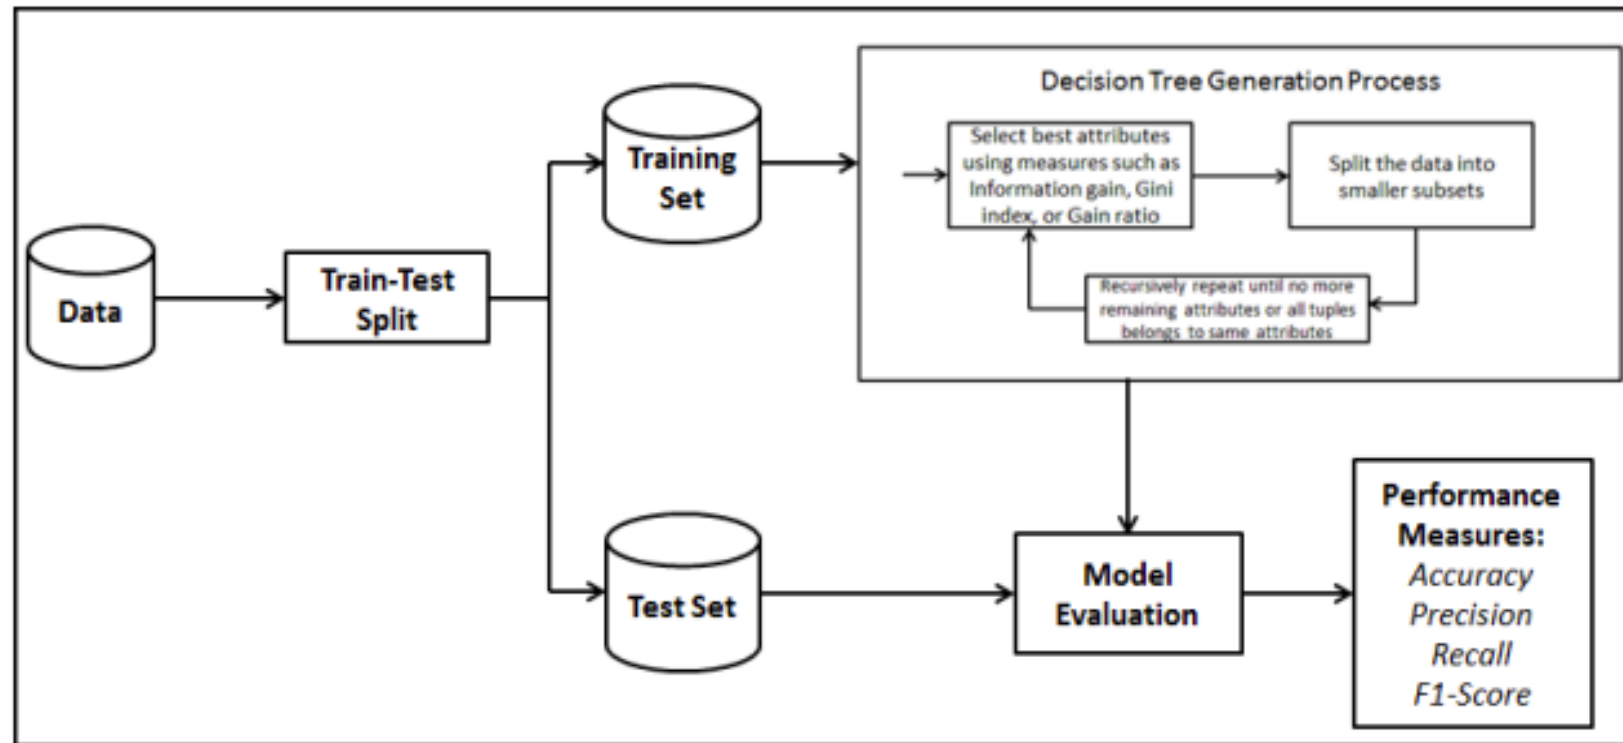 Decision Tree Generation Process
Select best attributes
using measures such as
Information gain, Gini
index, or Gain ratio
Split the data into
smaller subsets
Recursively repeat until no more
remaining attributes or all tuples
belongs to same attributes
Training
Set
Data
Train-Test
Split
Test Set
Model
Evaluation
Performance
Measures:
Accuracy
Precision
Recall
F1-Score